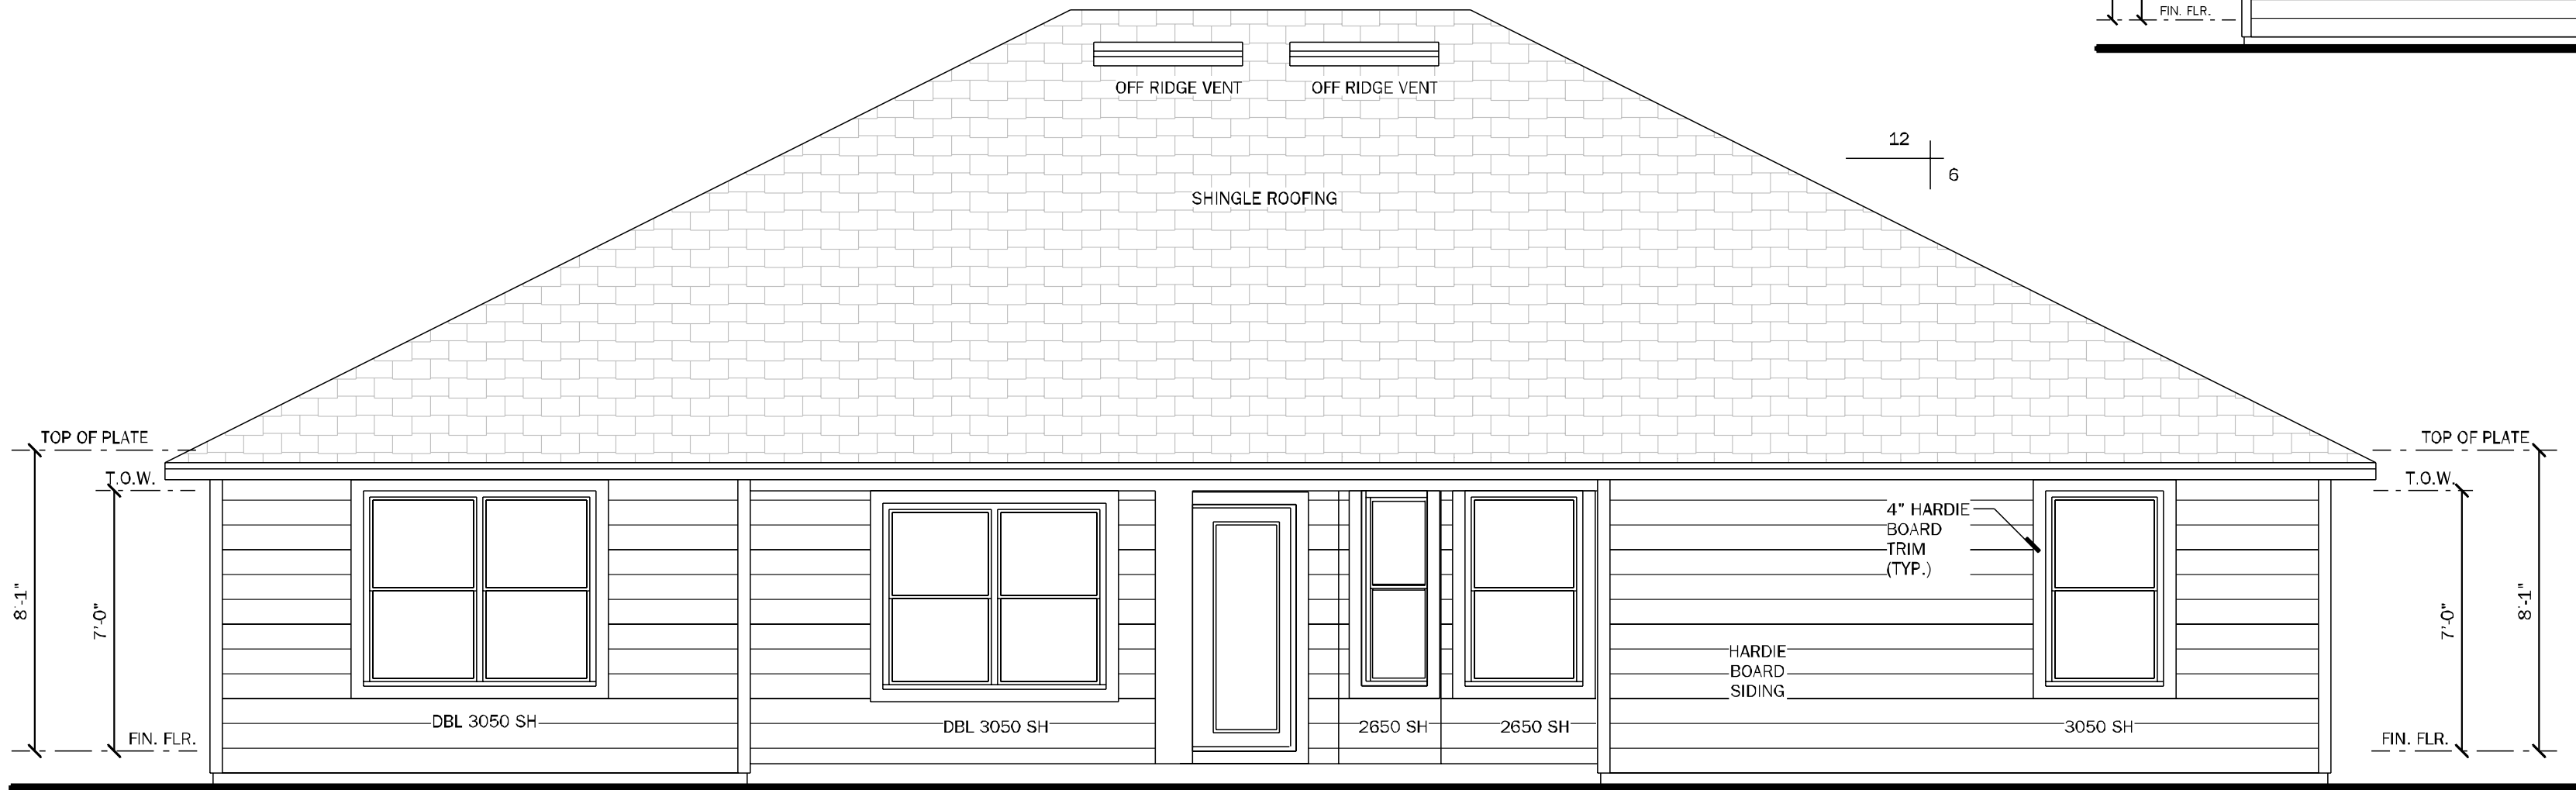 FIN. FLR.
OFF RIDGE VENT
OFF RIDGE VENT
12
6
SHINGLE ROOFING
TOP OF PLATE
T.O.W.
8'-1"
7'-0"
FIN. FLR.
DBL 3050 SH
DBL 3050 SH
2650 SH
2650 SH
4" HARDIE
BOARD
TRIM
(TYP.)
HARDIE
BOARD
SIDING
3050 SH
TOP OF PLATE
T.O.W.
7'-0"
8'-1"
FIN. FLR.